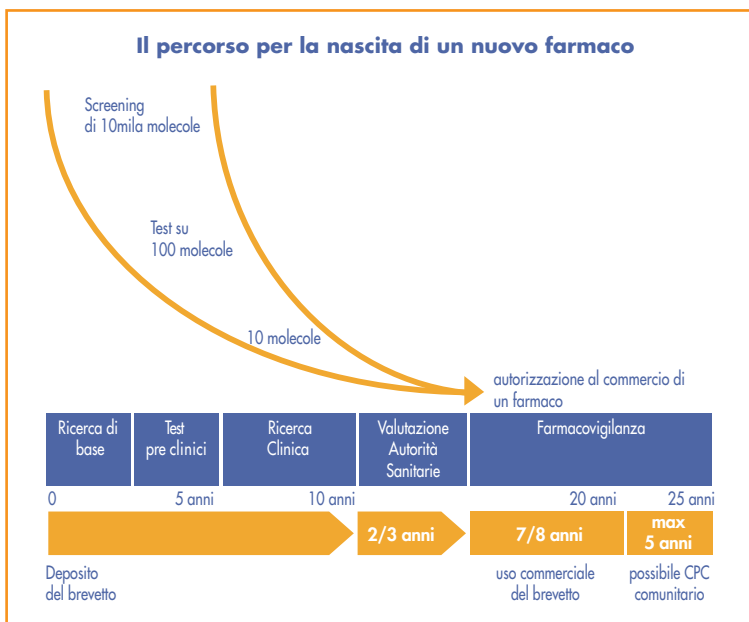 Il percorso per la nascita di un nuovo farmaco
Screening
di 10mila molecole
Test su
100 molecole
10 molecole
autorizzazione al commercio di
un farmaco
Ricerca di
base
Test
pre clinici
Ricerca
Clinica
Valutazione
Autorità
Sanitarie
Farmacovigilanza
0
5 anni
10 anni
20 anni
25 anni
2/3 anni
7/8 anni
max
5 anni
Deposito
del brevetto
uso commerciale
del brevetto
possibile CPC
comunitario